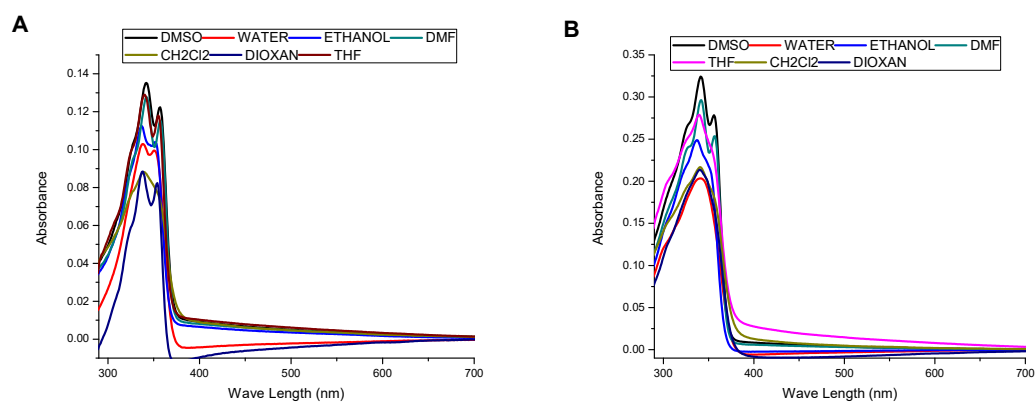 A
DMSO WATER ETHANOL DMF
CH2Cl2 DIOXAN THF
Absorbance
0.14
0.12
0.10
0.08
0.06
0.04
0.02
0.00
300 400 500 600 700
Wave Length (nm)
B
DMSO WATER ETHANOL DMF
THF CH2Cl2 DIOXAN
Absorbance
0.35
0.30
0.25
0.20
0.15
0.10
0.05
0.00
300 400 500 600 700
Wave Length (nm)